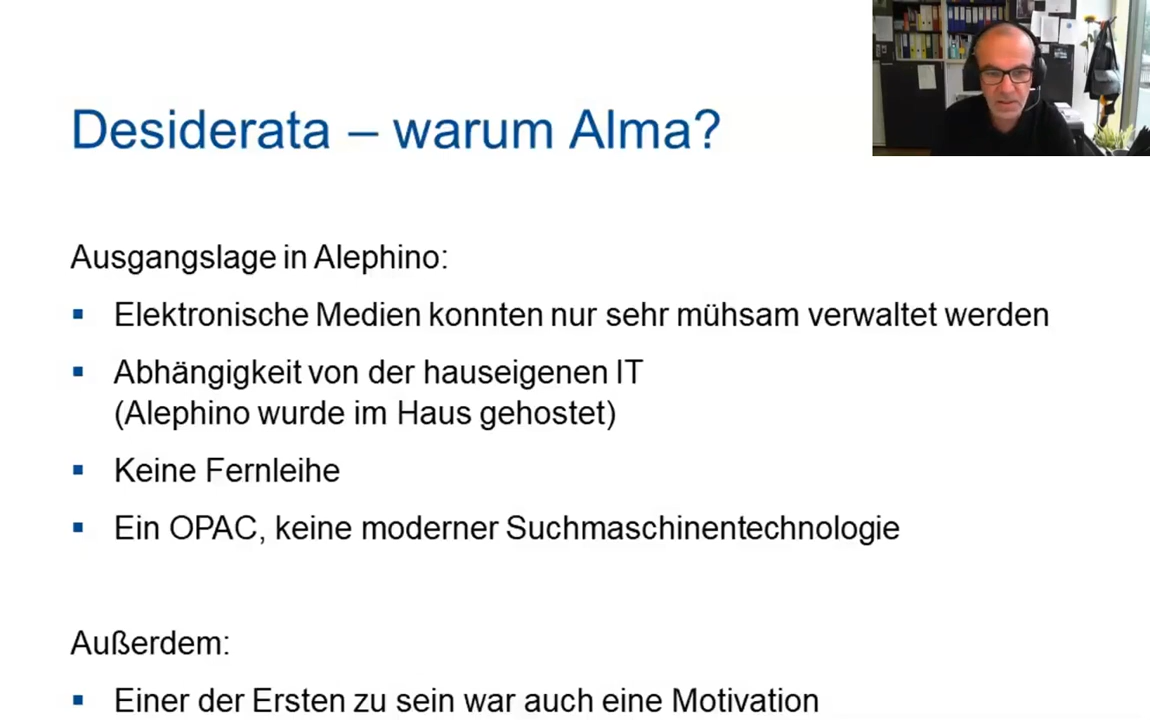 Desiderata – warum Alma?
Ausgangslage in Alephino:
▪ Elektronische Medien konnten nur sehr mühsam verwaltet werden
▪ Abhängigkeit von der hauseigenen IT
(Alephino wurde im Haus gehostet)
▪ Keine Fernleihe
▪ Ein OPAC, keine moderner Suchmaschinentechnologie
Außerdem:
▪ Einer der Ersten zu sein war auch eine Motivation